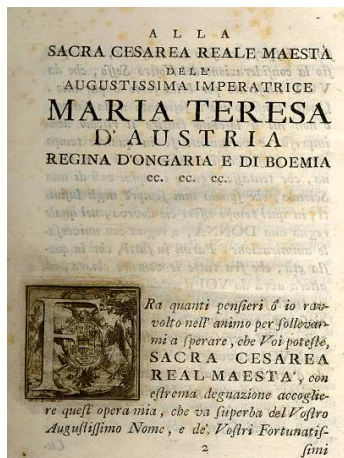 ALLA
SACRA CESAREA REALE MAESTÀ
DELL'
AUGUSTISSIMA IMPERATRICE
MARIA TERESA
D'AUSTRIA
REGINA D'ONGARIA E DI BOEMIA
ec. ec. ec.
FRa quanti penſieri ò io rav-
volto nell' animo per ſollevar-
mi a ſperare, che Voi poteſte,
SACRA CESAREA
REAL MAESTA', con
eſtrema degnazione accoglie-
re queſt' opera mia, che va ſuperba del Voſtro
Auguſtiſſimo Nome, e de' Voſtri Fortunatiſ-
2
ſimi